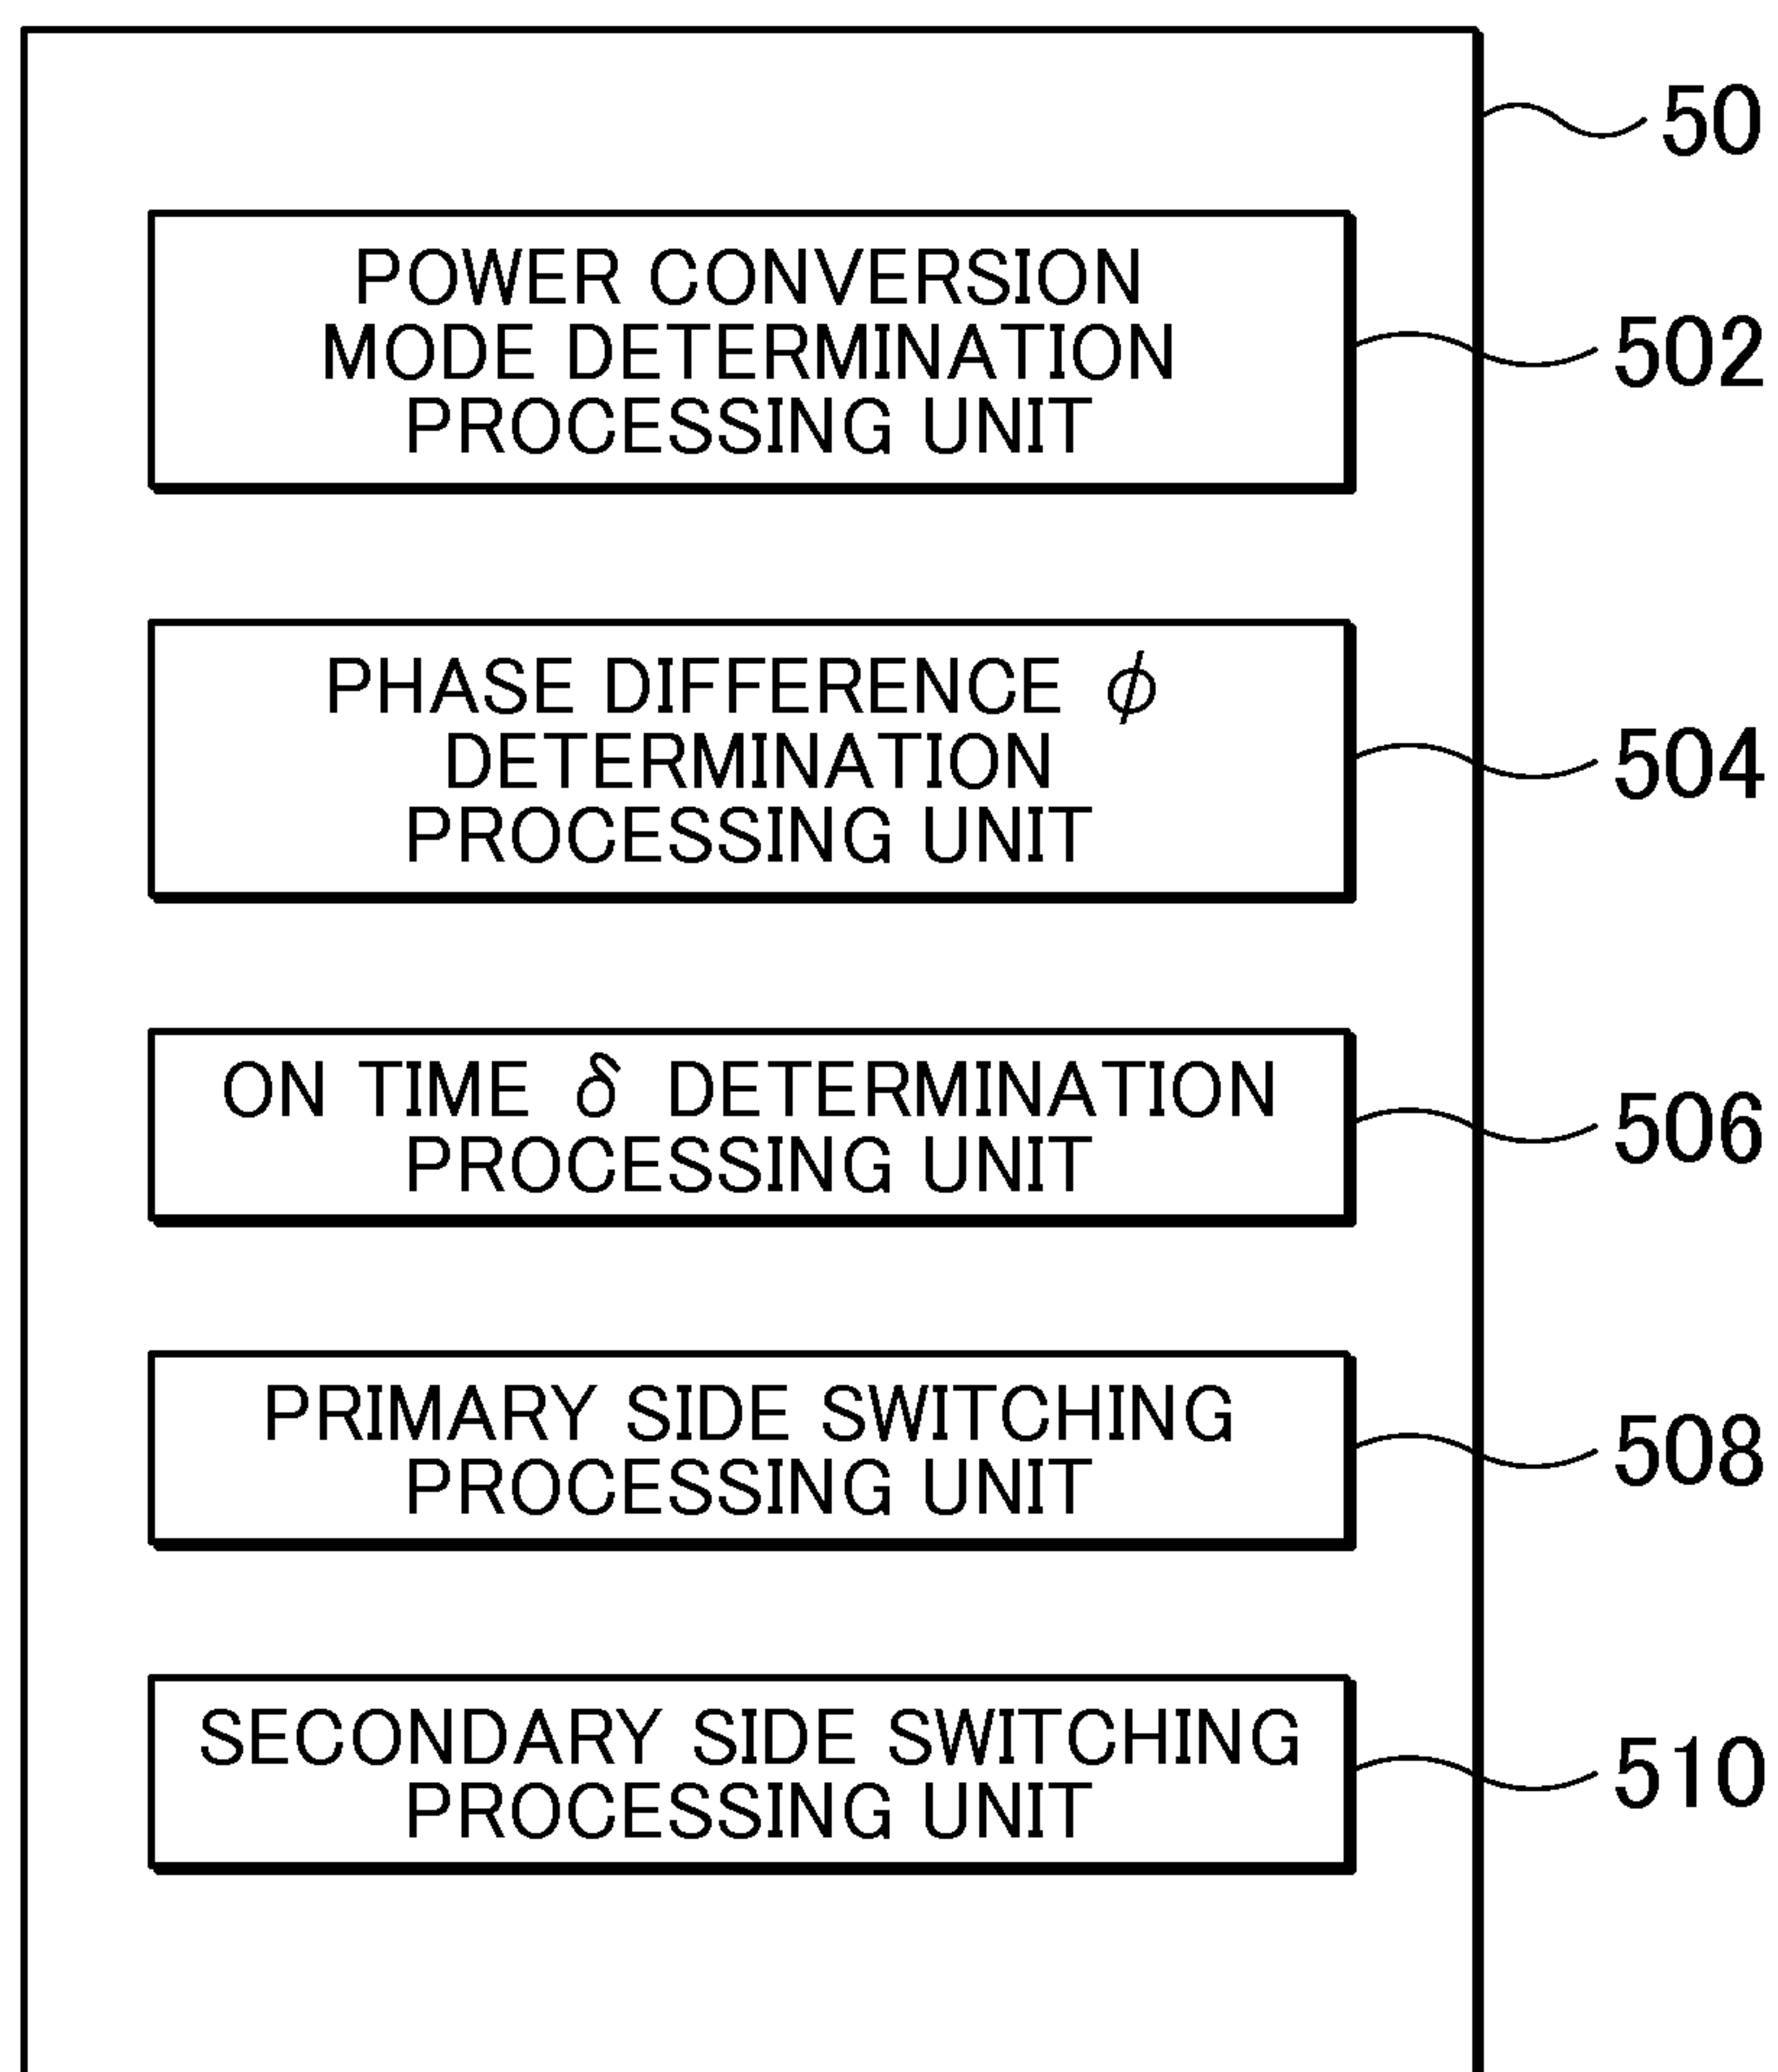 50
POWER CONVERSION
MODE DETERMINATION
PROCESSING UNIT
502
PHASE DIFFERENCE ϕ
DETERMINATION
PROCESSING UNIT
504
ON TIME δ DETERMINATION
PROCESSING UNIT
506
PRIMARY SIDE SWITCHING
PROCESSING UNIT
508
SECONDARY SIDE SWITCHING
PROCESSING UNIT
510